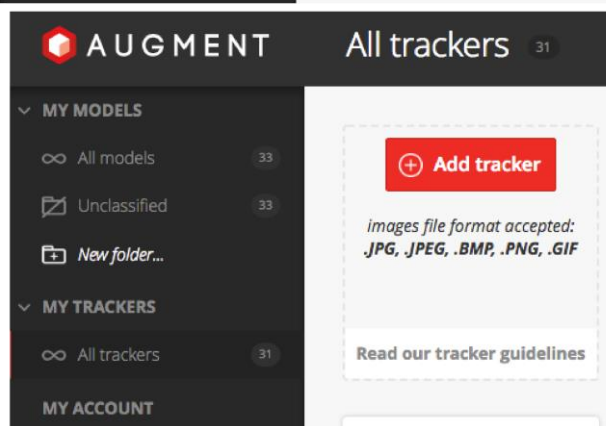 AUGMENT
All trackers 31
MY MODELS
All models 33
Unclassified 33
New folder...
MY TRACKERS
All trackers 31
MY ACCOUNT
Add tracker
images file format accepted:
.JPG, .JPEG, .BMP, .PNG, .GIF
Read our tracker guidelines